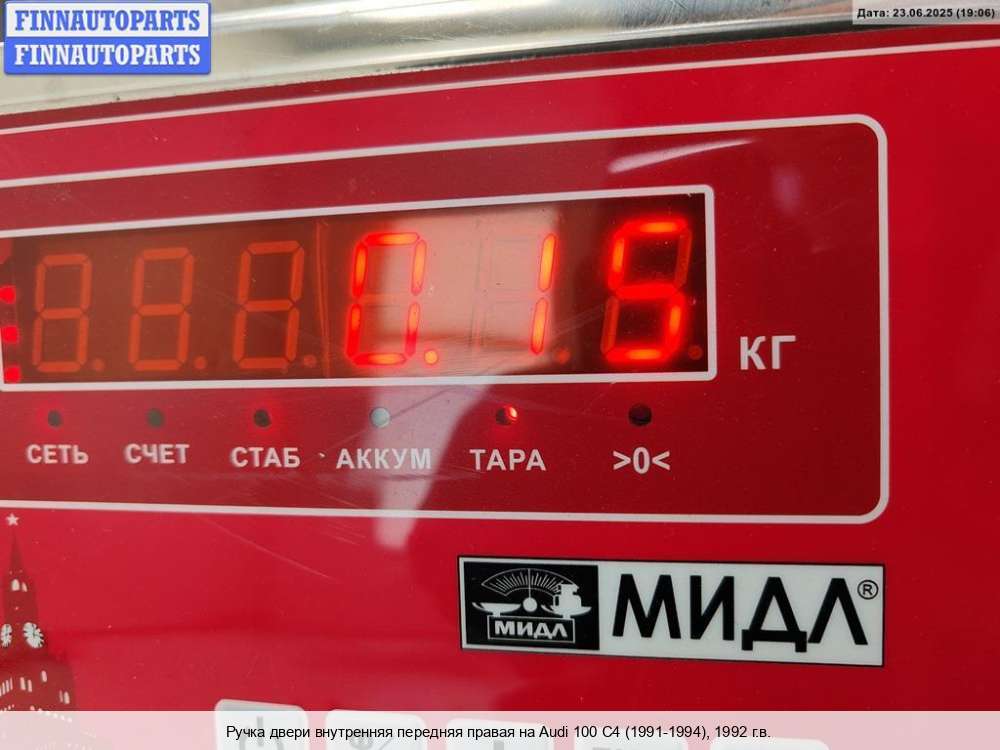 FINNAUTOPARTS
FINNAUTOPARTS
Дата: 23.06.2025 (19:06)
0.15
КГ
СЕТЬ СЧЕТ СТАБ АККУМ ТАРА >0<
МИДЛ МИДЛ®
Ручка двери внутренняя передняя правая на Audi 100 C4 (1991-1994), 1992 г.в.